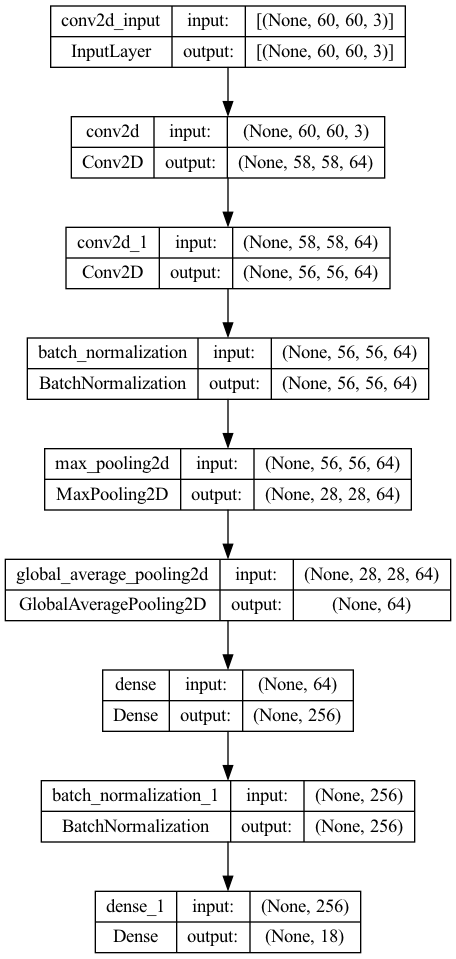 conv2d_input input: [(None, 60, 60, 3)]
InputLayer output: [(None, 60, 60, 3)]
conv2d input: (None, 60, 60, 3)
Conv2D output: (None, 58, 58, 64)
conv2d_1 input: (None, 58, 58, 64)
Conv2D output: (None, 56, 56, 64)
batch_normalization input: (None, 56, 56, 64)
BatchNormalization output: (None, 56, 56, 64)
max_pooling2d input: (None, 56, 56, 64)
MaxPooling2D output: (None, 28, 28, 64)
global_average_pooling2d input: (None, 28, 28, 64)
GlobalAveragePooling2D output: (None, 64)
dense input: (None, 64)
Dense output: (None, 256)
batch_normalization_1 input: (None, 256)
BatchNormalization output: (None, 256)
dense_1 input: (None, 256)
Dense output: (None, 18)